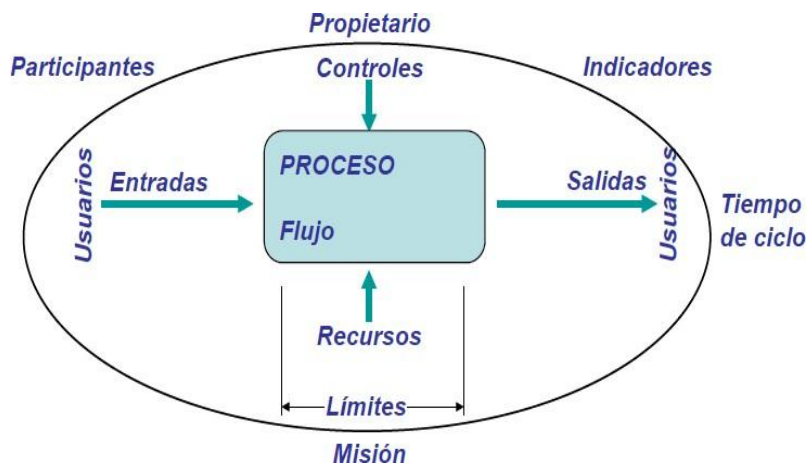 Propietario
Participantes
Controles
Indicadores
Usuarios
Entradas
PROCESO
Flujo
Salidas
Usuarios
Tiempo
de ciclo
Recursos
Límites
Misión